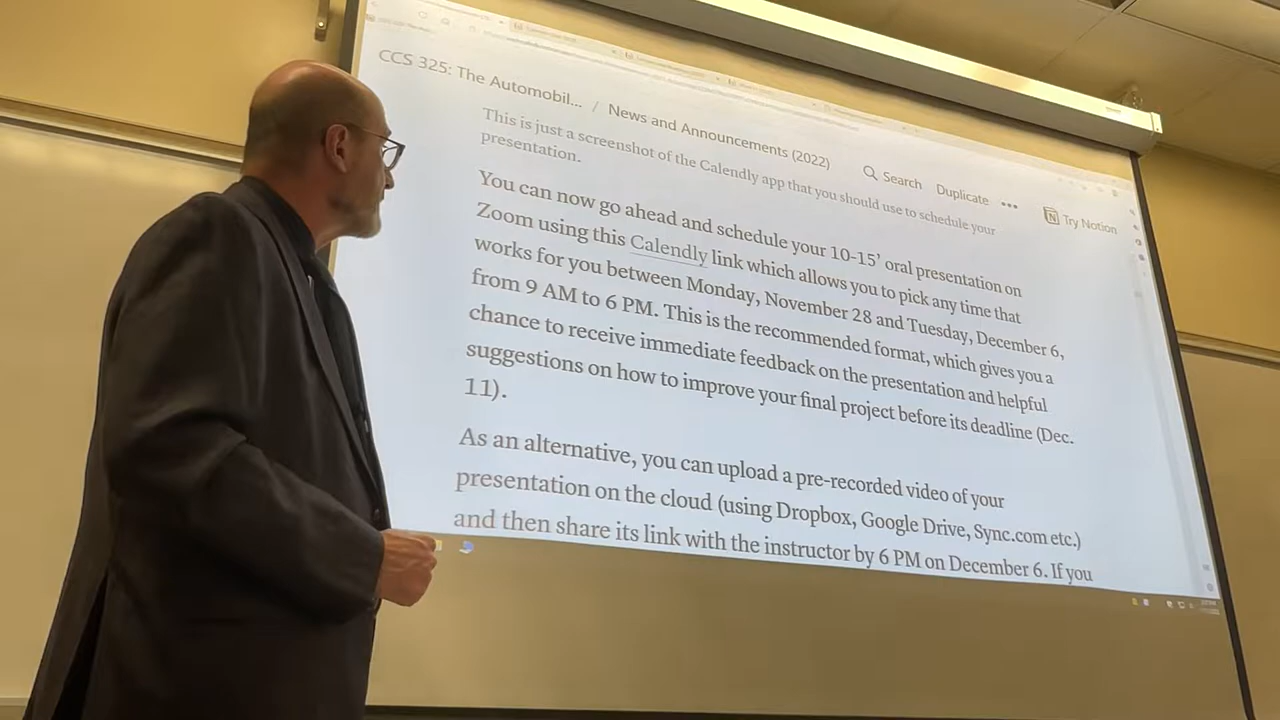 CCS 325: The Automobil... / News and Announcements (2022)
Search Duplicate ••• Try Notion
This is just a screenshot of the Calendly app that you should use to schedule your
presentation.
You can now go ahead and schedule your 10-15’ oral presentation on
Zoom using this Calendly link which allows you to pick any time that
works for you between Monday, November 28 and Tuesday, December 6,
from 9 AM to 6 PM. This is the recommended format, which gives you a
chance to receive immediate feedback on the presentation and helpful
suggestions on how to improve your final project before its deadline (Dec.
11).
As an alternative, you can upload a pre-recorded video of your
presentation on the cloud (using Dropbox, Google Drive, Sync.com etc.)
and then share its link with the instructor by 6 PM on December 6. If you